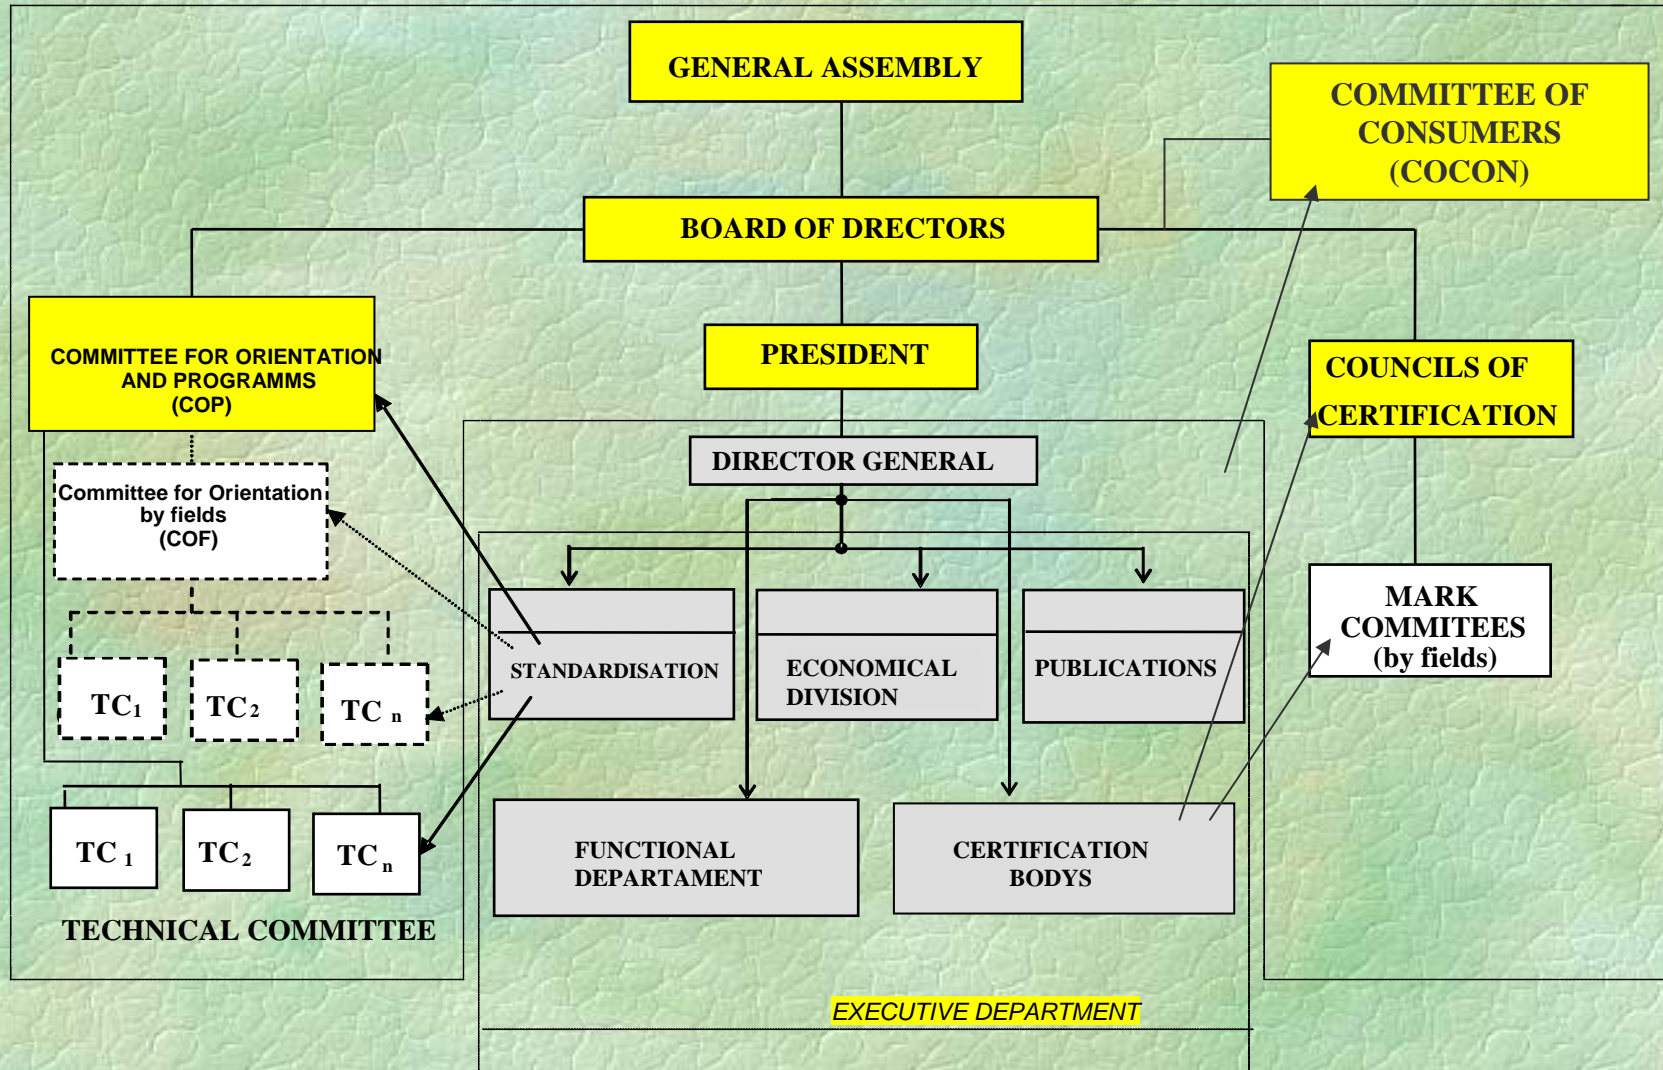 GENERAL ASSEMBLY
COMMITTEE OF
CONSUMERS
(COCON)
BOARD OF DRECTORS
COMMITTEE FOR ORIENTATION
AND PROGRAMMS
(COP)
PRESIDENT
COUNCILS OF
CERTIFICATION
DIRECTOR GENERAL
Committee for Orientation
by fields
(COF)
MARK
COMMITEES
(by fields)
STANDARDISATION
ECONOMICAL
DIVISION
PUBLICATIONS
TC1
TC2
TC n
TC 1
TC2
TC n
FUNCTIONAL
DEPARTAMENT
CERTIFICATION
BODYS
TECHNICAL COMMITTEE
EXECUTIVE DEPARTMENT